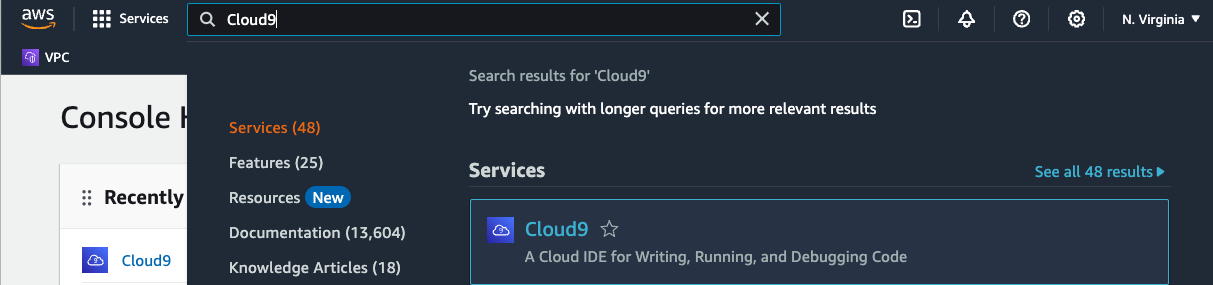 aws Services Cloud9 N. Virginia
VPC
Search results for 'Cloud9'
Try searching with longer queries for more relevant results
Console H
Services (48)
Features (25)
Resources New
Documentation (13,604)
Knowledge Articles (18)
Services See all 48 results
Cloud9
A Cloud IDE for Writing, Running, and Debugging Code
Recently
Cloud9